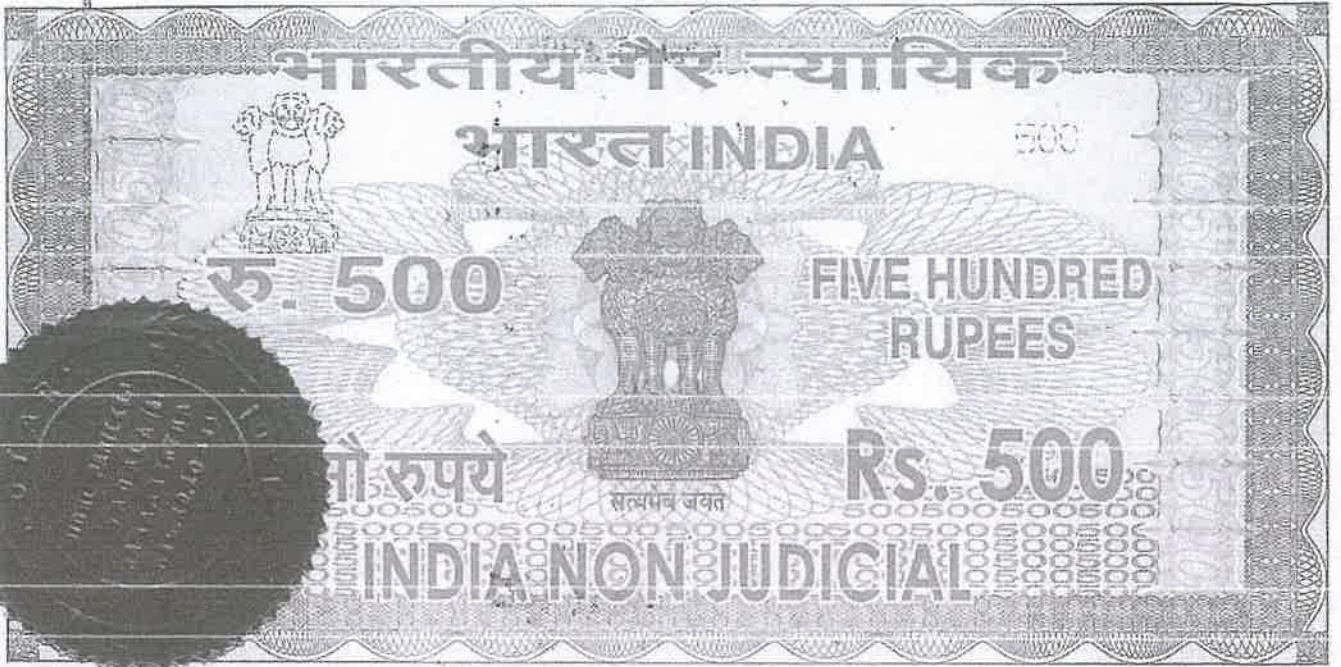 भारतीय गैर न्यायिक
भारत INDIA
500
रु. 500
FIVE HUNDRED
RUPEES
सौ रुपये
Rs. 500
सत्यमेव जयते
INDIA NON JUDICIAL